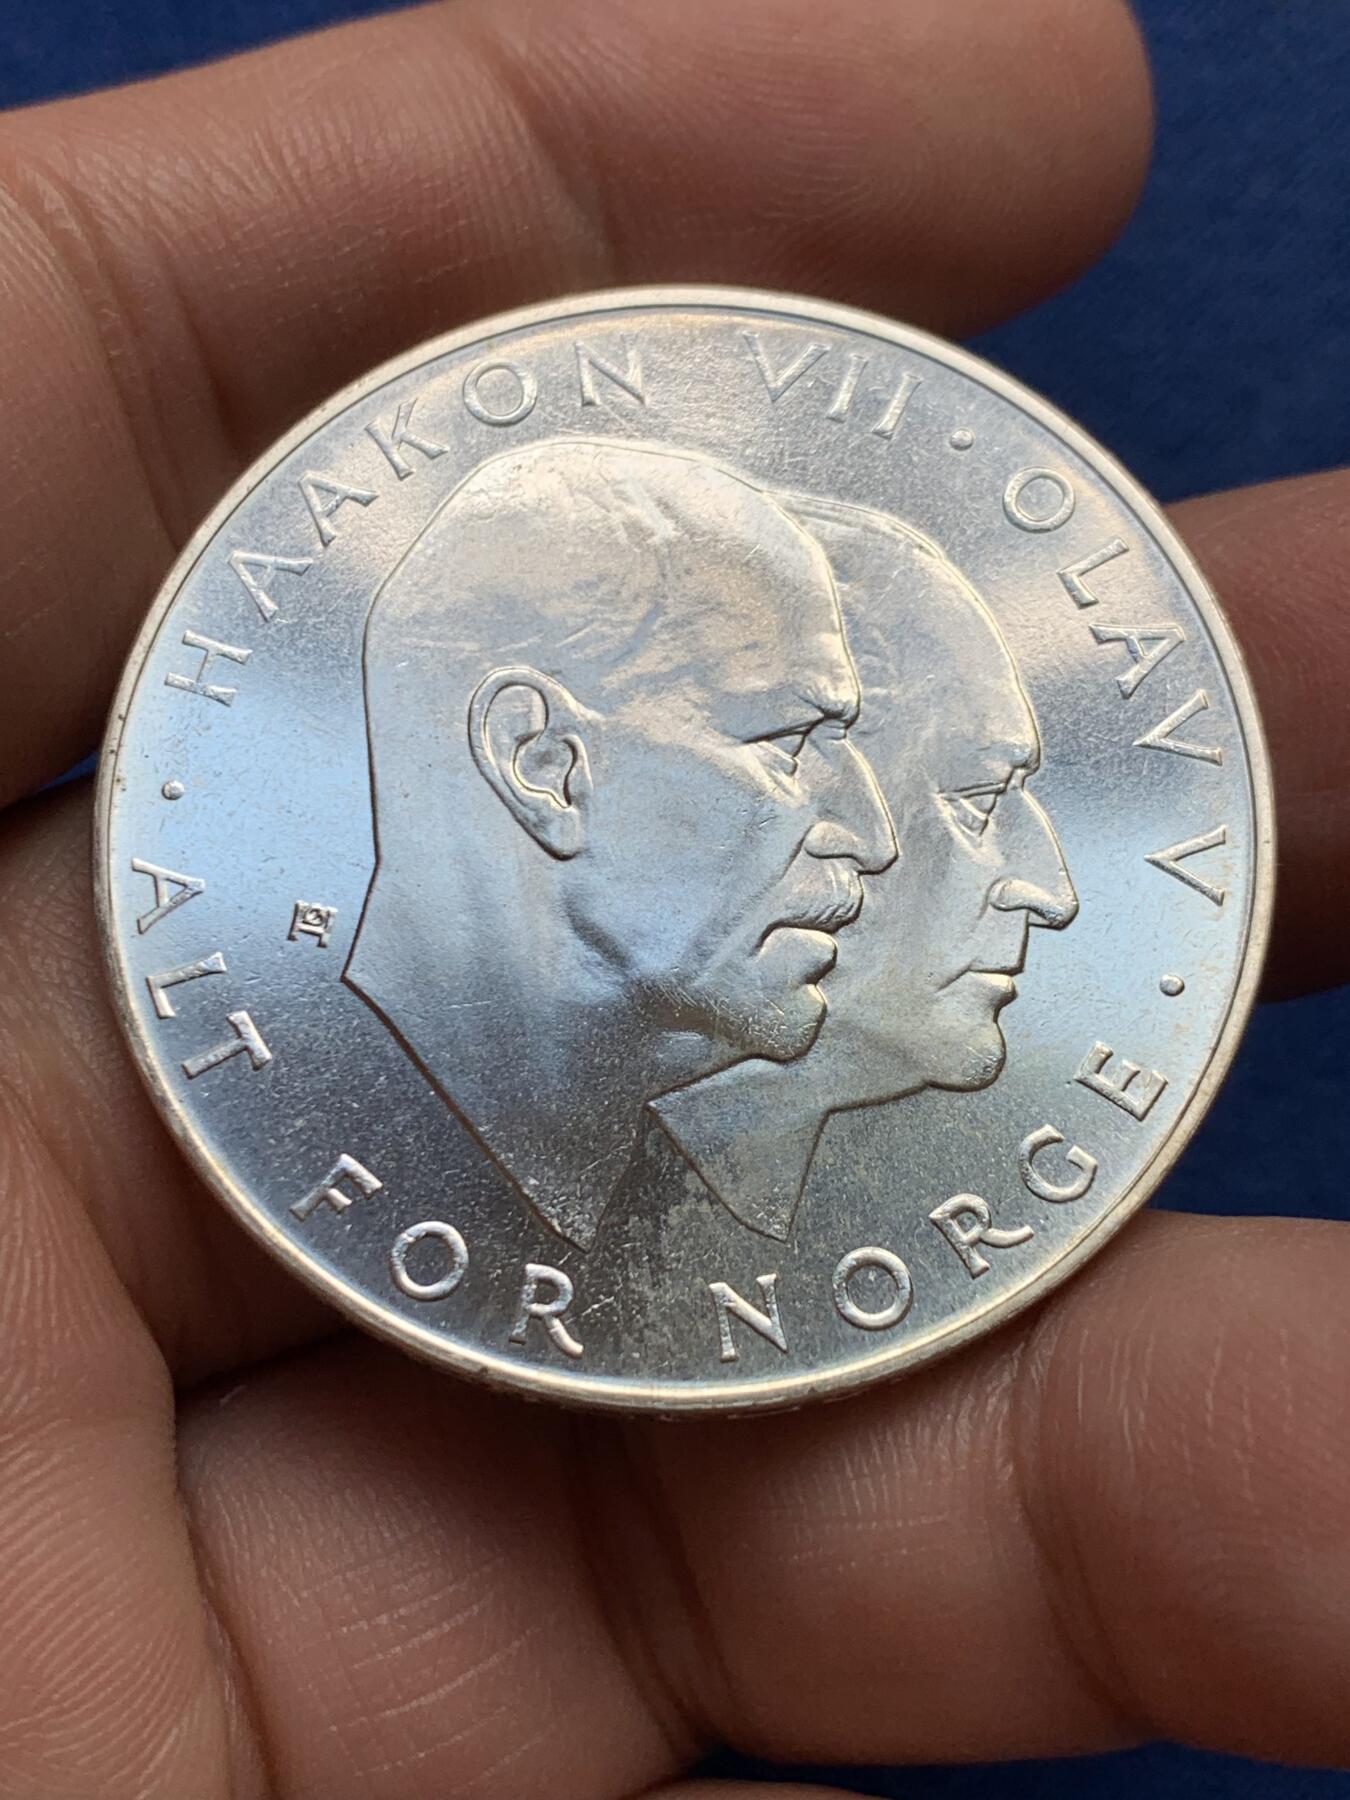 · HAAKON VII · OLAV V ·
ALT FOR NORGE